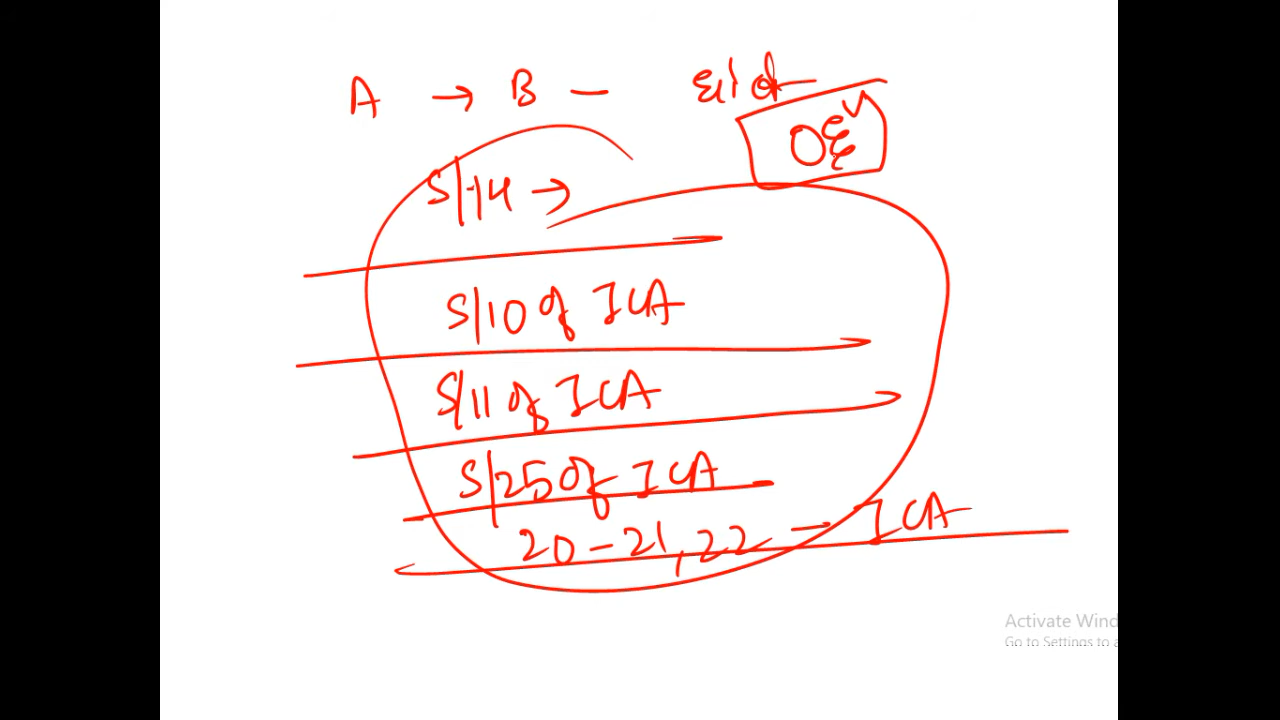 A → B –
S/14 →
S/10 of ICA
S/11 of ICA
S/25 of ICA
20 – 21, 22 – ICA
Activate Wind
Go to Settings to a